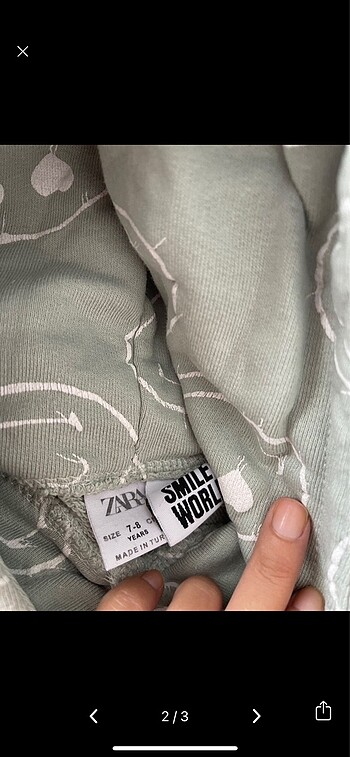 ZARA
SMILE
WORL
SIZE 7-8
YEARS
MADE IN TUR
2/3